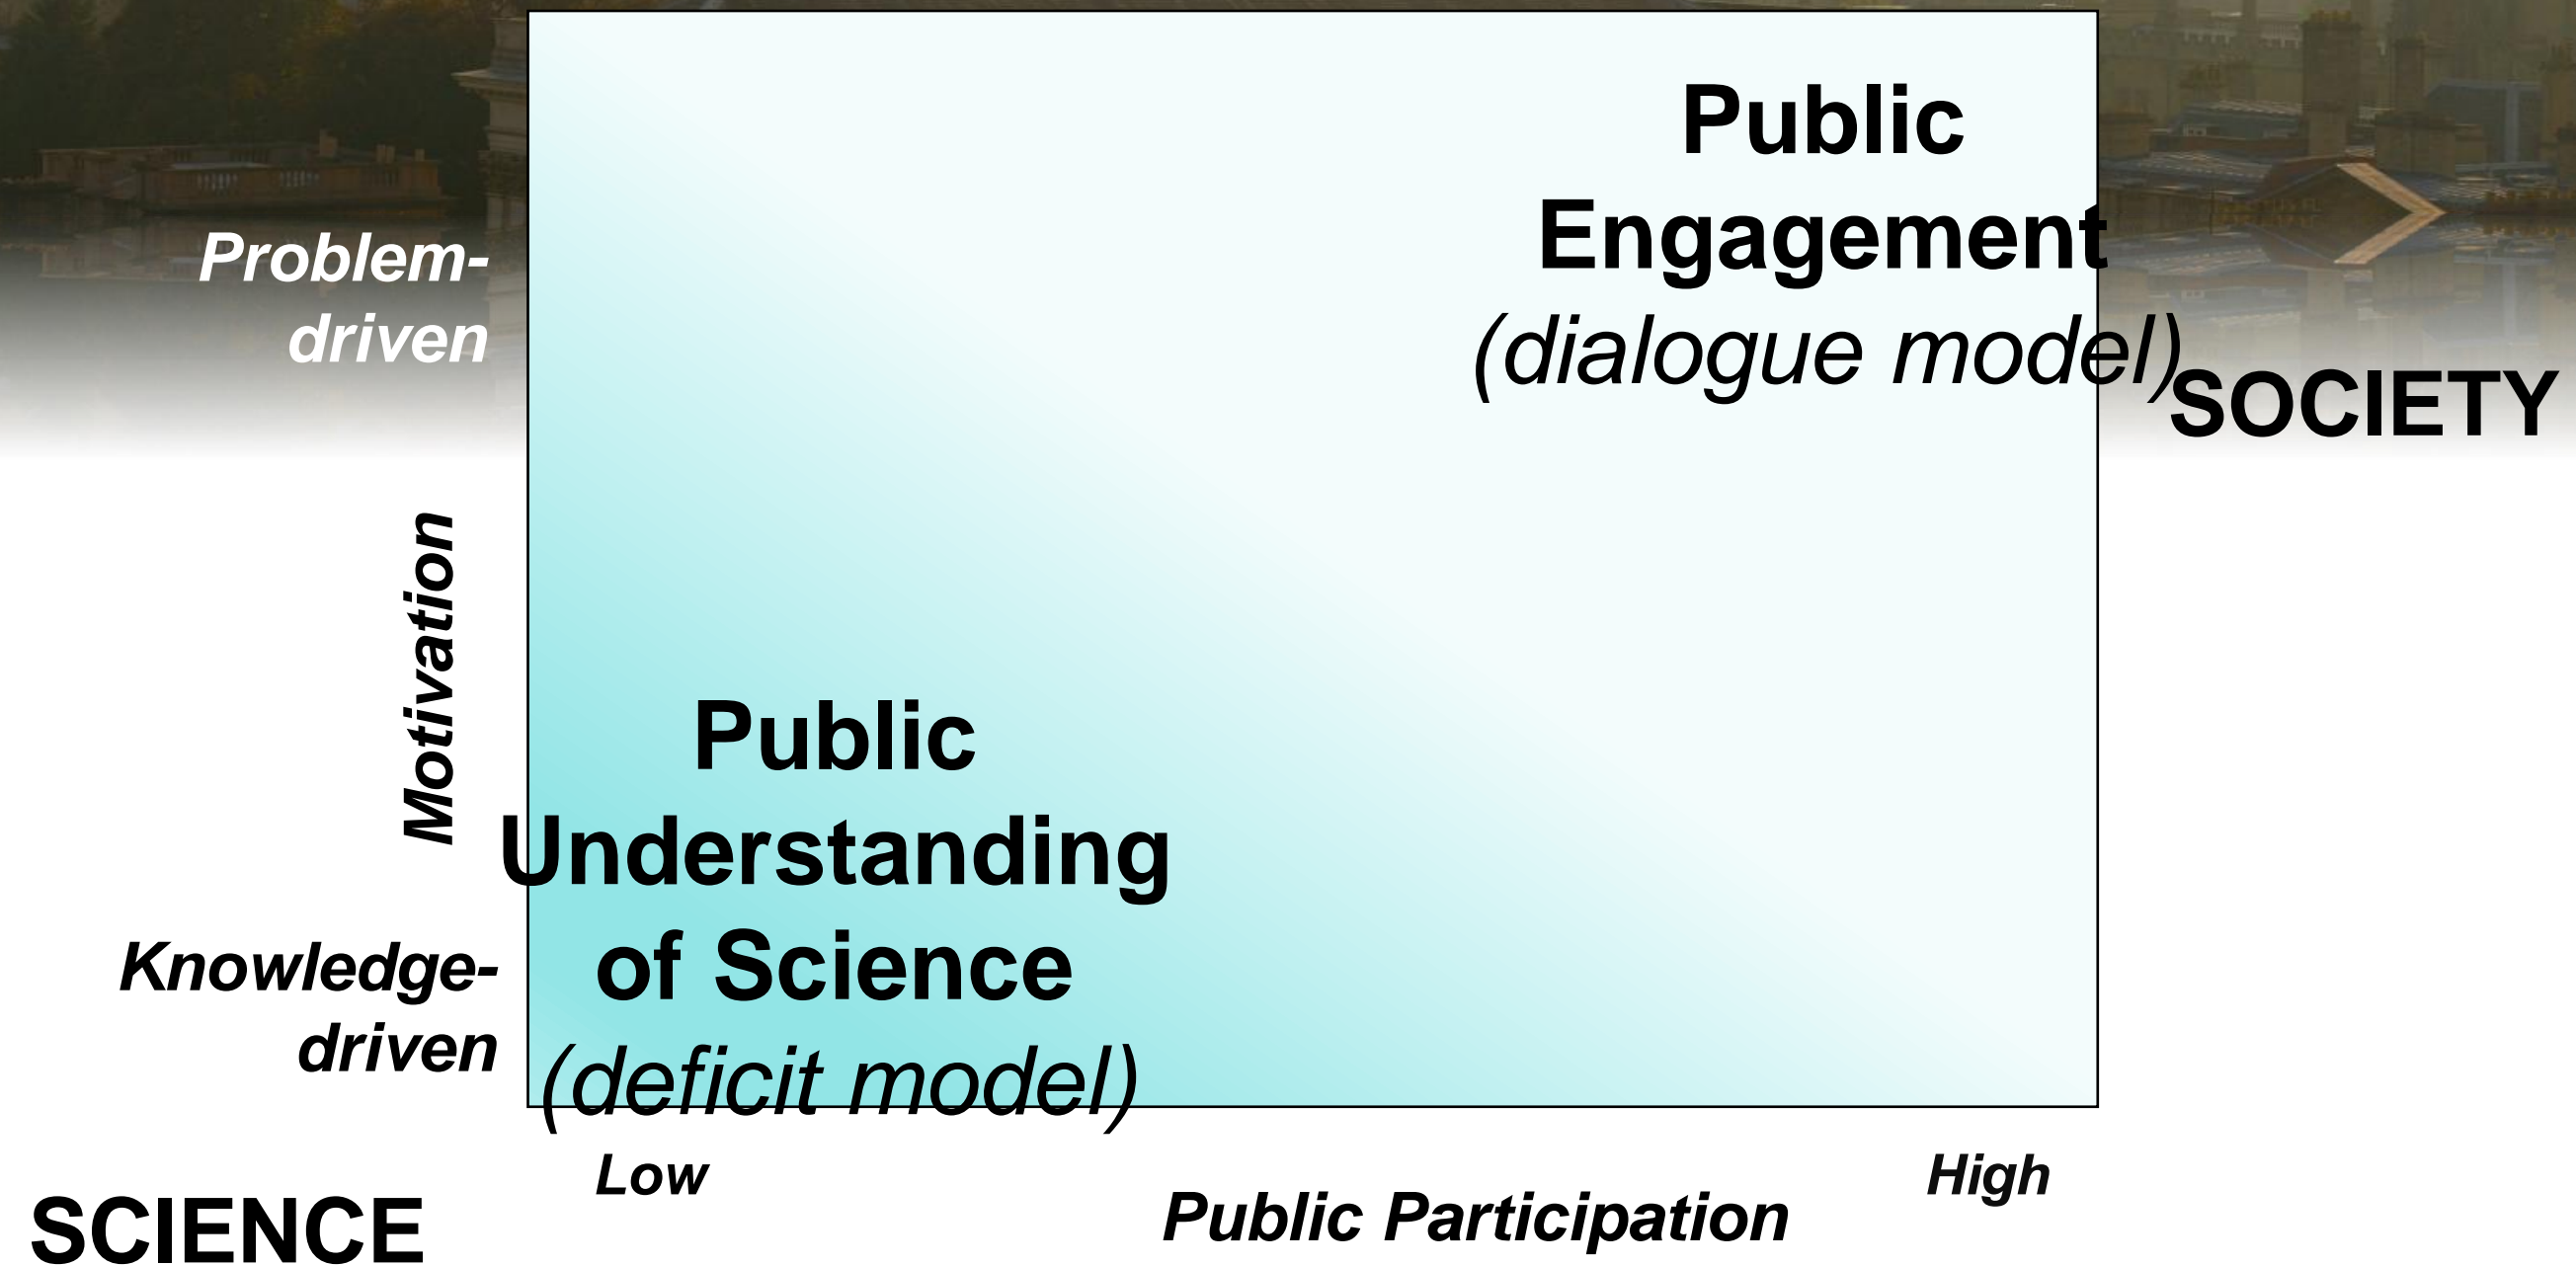 Public
Engagement
(dialogue model)
Problem-
driven
SOCIETY
Motivation
Public
Understanding
of Science
(deficit model)
Knowledge-
driven
Low
High
Public Participation
SCIENCE